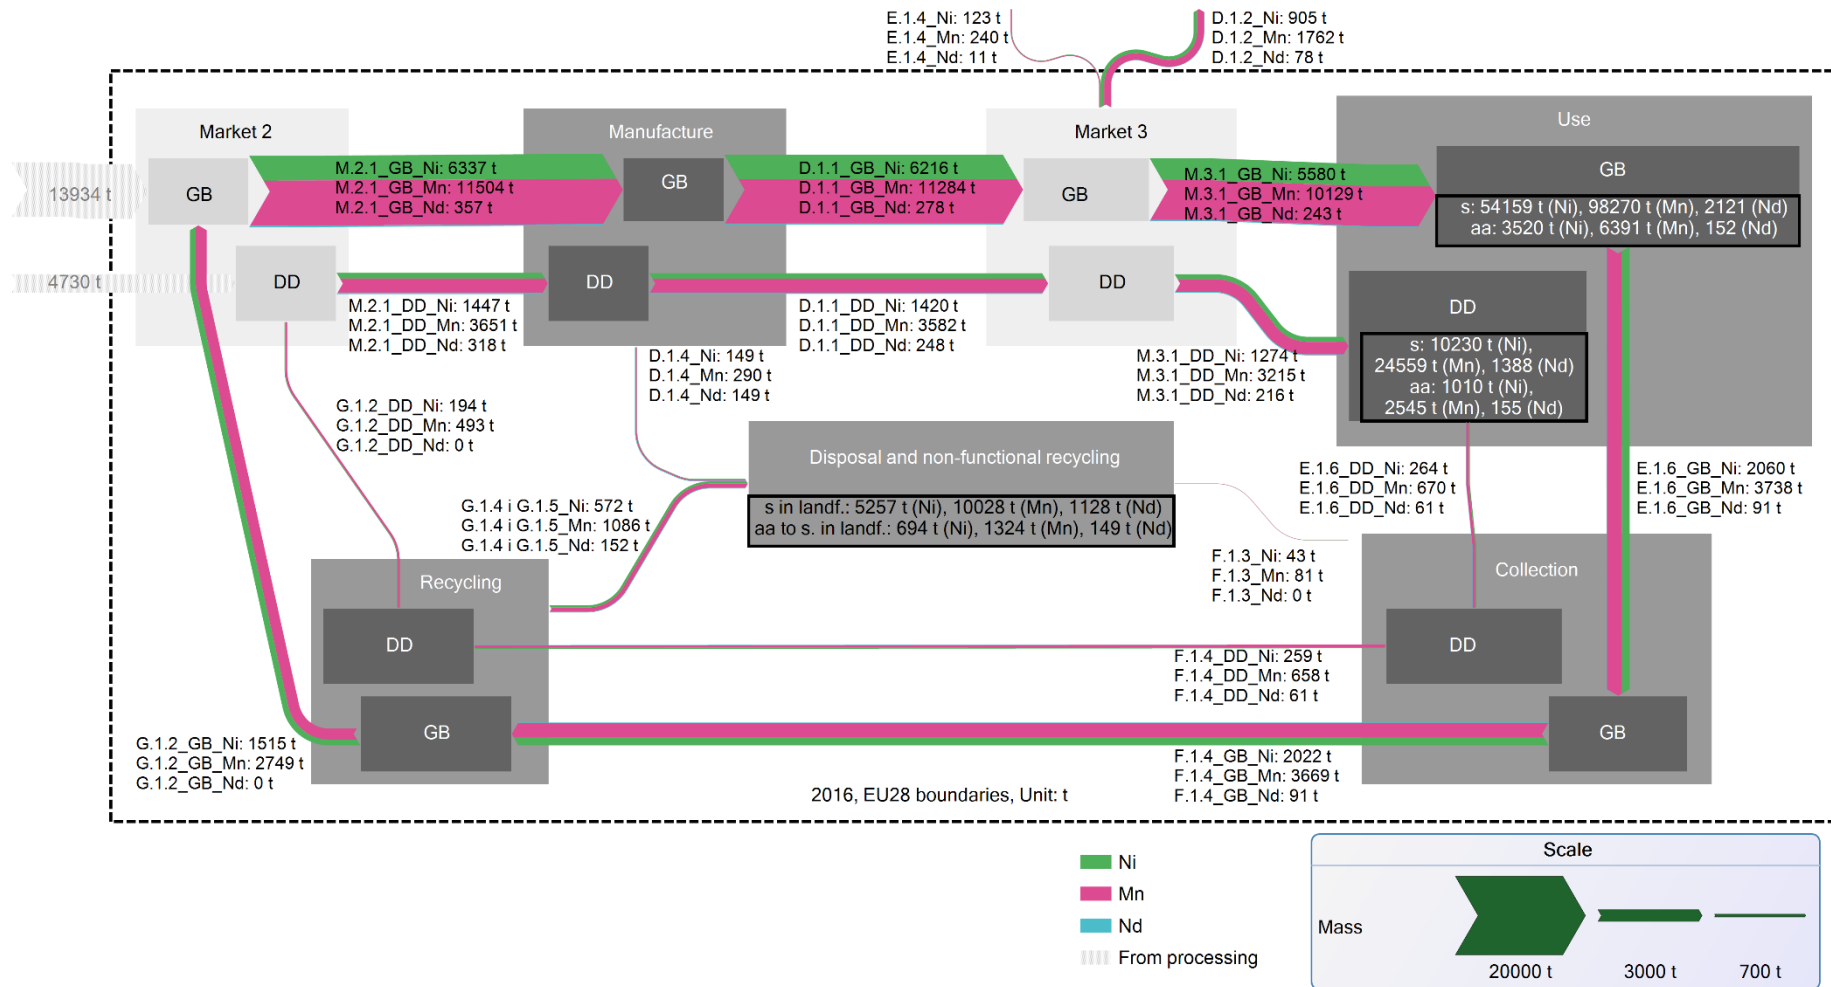 E.1.4_Ni: 123 t
E.1.4_Mn: 240 t
E.1.4_Nd: 11 t
D.1.2_Ni: 905 t
D.1.2_Mn: 1762 t
D.1.2_Nd: 78 t
Market 2
Manufacture
Market 3
Use
13934 t
GB
M.2.1_GB_Ni: 6337 t
M.2.1_GB_Mn: 11504 t
M.2.1_GB_Nd: 357 t
GB
D.1.1_GB_Ni: 6216 t
D.1.1_GB_Mn: 11284 t
D.1.1_GB_Nd: 278 t
GB
M.3.1_GB_Ni: 5580 t
M.3.1_GB_Mn: 10129 t
M.3.1_GB_Nd: 243 t
GB
s: 54159 t (Ni), 98270 t (Mn), 2121 (Nd)
aa: 3520 t (Ni), 6391 t (Mn), 152 (Nd)
4730 t
DD
M.2.1_DD_Ni: 1447 t
M.2.1_DD_Mn: 3651 t
M.2.1_DD_Nd: 318 t
DD
D.1.1_DD_Ni: 1420 t
D.1.1_DD_Mn: 3582 t
D.1.1_DD_Nd: 248 t
DD
M.3.1_DD_Ni: 1274 t
M.3.1_DD_Mn: 3215 t
M.3.1_DD_Nd: 216 t
DD
s: 10230 t (Ni),
24559 t (Mn), 1388 (Nd)
aa: 1010 t (Ni),
2545 t (Mn), 155 (Nd)
D.1.4_Ni: 149 t
D.1.4_Mn: 290 t
D.1.4_Nd: 149 t
G.1.2_DD_Ni: 194 t
G.1.2_DD_Mn: 493 t
G.1.2_DD_Nd: 0 t
Disposal and non-functional recycling
s in landf.: 5257 t (Ni), 10028 t (Mn), 1128 t (Nd)
aa to s. in landf.: 694 t (Ni), 1324 t (Mn), 149 t (Nd)
G.1.4 i G.1.5_Ni: 572 t
G.1.4 i G.1.5_Mn: 1086 t
G.1.4 i G.1.5_Nd: 152 t
E.1.6_DD_Ni: 264 t
E.1.6_DD_Mn: 670 t
E.1.6_DD_Nd: 61 t
E.1.6_GB_Ni: 2060 t
E.1.6_GB_Mn: 3738 t
E.1.6_GB_Nd: 91 t
F.1.3_Ni: 43 t
F.1.3_Mn: 81 t
F.1.3_Nd: 0 t
Recycling
Collection
DD
DD
F.1.4_DD_Ni: 259 t
F.1.4_DD_Mn: 658 t
F.1.4_DD_Nd: 61 t
GB
GB
G.1.2_GB_Ni: 1515 t
G.1.2_GB_Mn: 2749 t
G.1.2_GB_Nd: 0 t
F.1.4_GB_Ni: 2022 t
F.1.4_GB_Mn: 3669 t
F.1.4_GB_Nd: 91 t
2016, EU28 boundaries, Unit: t
Ni
Mn
Nd
From processing
Scale
Mass
20000 t
3000 t
700 t